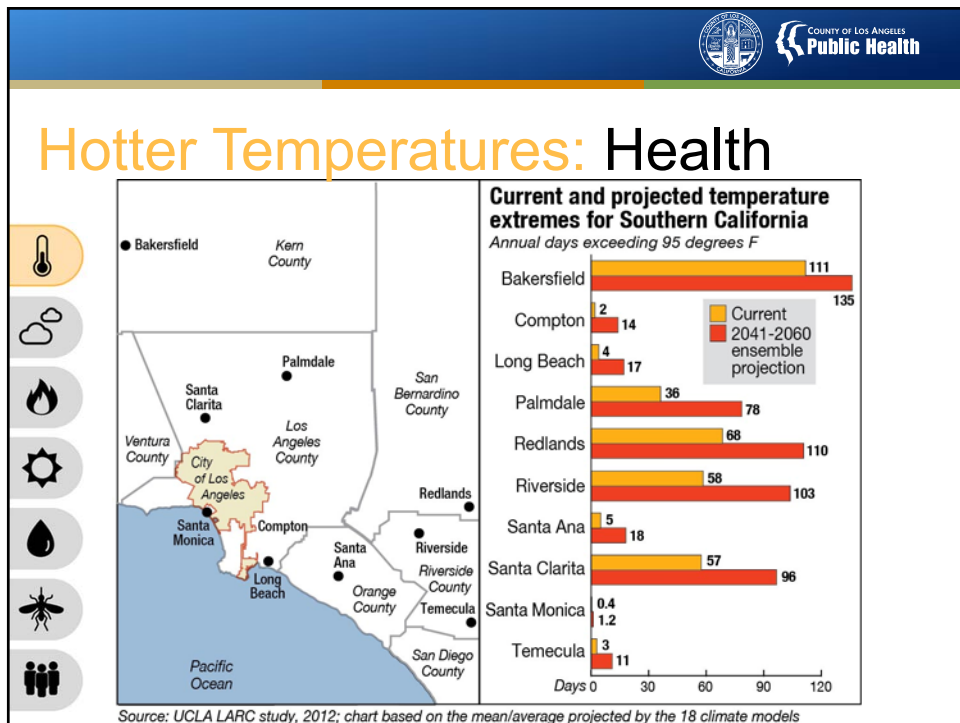 COUNTY OF LOS ANGELES
Public Health
Hotter Temperatures: Health
Bakersfield
Kern
County
Palmdale
Santa
Clarita
San
Bernardino
County
Los
Angeles
County
Ventura
County
City
of Los
Angeles
Redlands
Santa
Monica
Compton
Riverside
Santa
Ana
Long
Beach
Riverside
County
Orange
County
Temecula
San Diego
County
Pacific
Ocean
Current and projected temperature
extremes for Southern California
Annual days exceeding 95 degrees F
Bakersfield 111
135
Compton 2
14
Long Beach 4
17
Palmdale 36
78
Redlands 68
110
Riverside 58
103
Santa Ana 5
18
Santa Clarita 57
96
Santa Monica 0.4
1.2
Temecula 3
11
Current
2041-2060
ensemble
projection
Days 0 30 60 90 120
Source: UCLA LARC study, 2012; chart based on the mean/average projected by the 18 climate models